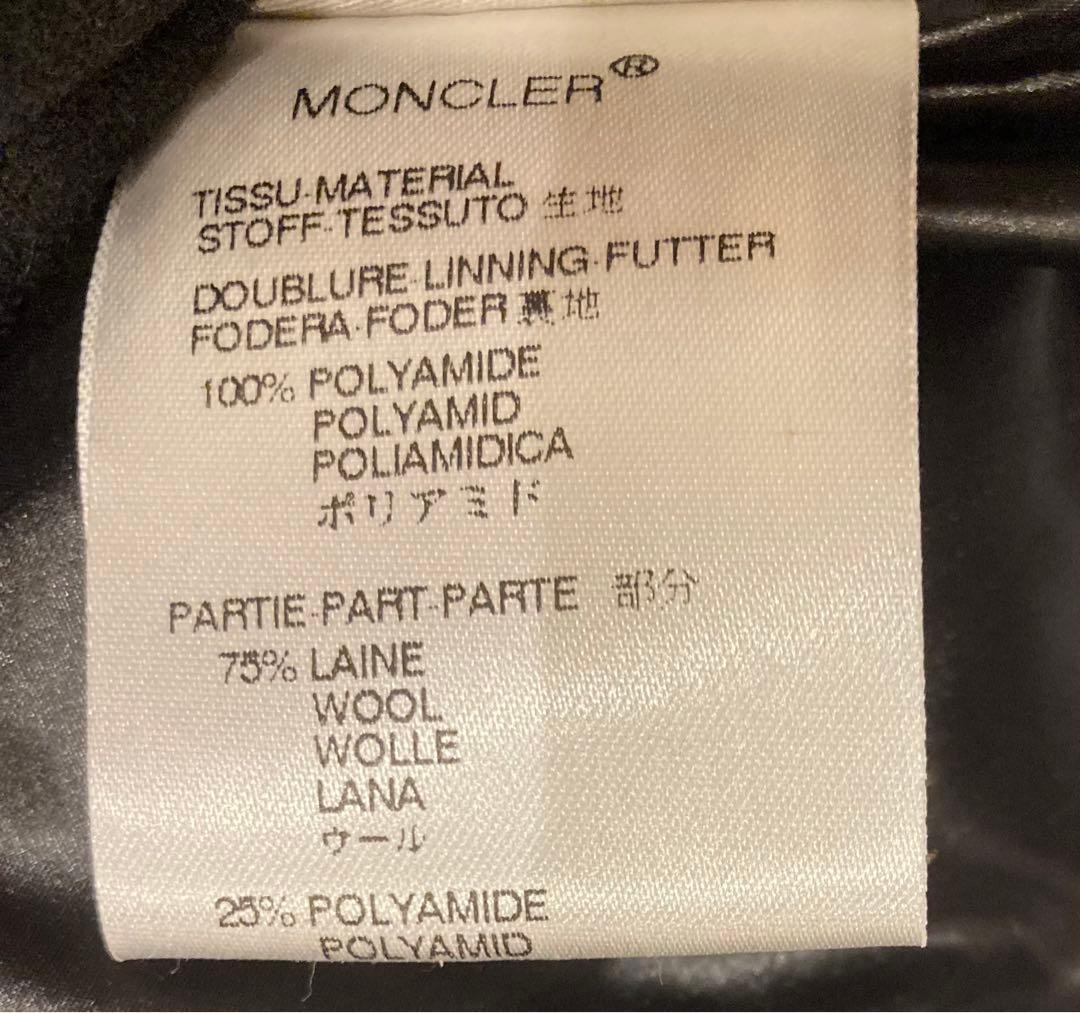 MONCLER®
TISSU-MATERIAL
STOFF-TESSUTO 生地
DOUBLURE-LINNING-FUTTER
FODERA-FODER 裏地
100% POLYAMIDE
POLYAMID
POLIAMIDICA
ポリアミド
PARTIE-PART-PARTE 部分
75% LAINE
WOOL
WOLLE
LANA
ウール
25% POLYAMIDE
POLYAMID